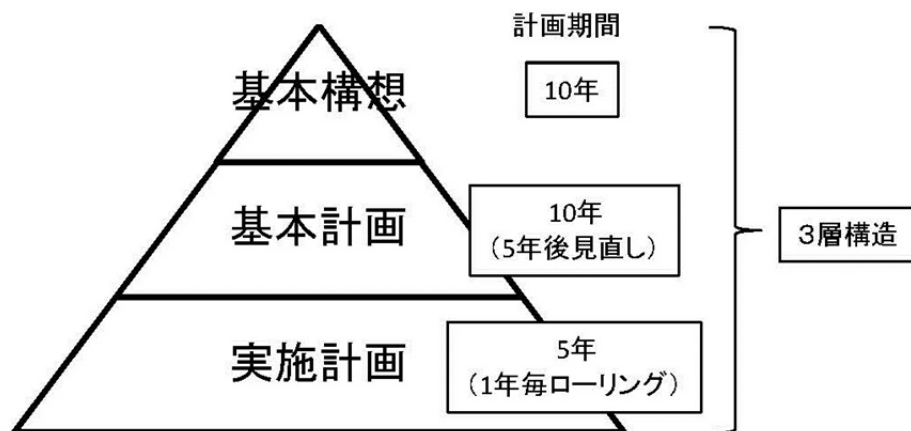 計画期間
基本構想
10年
基本計画
10年
（5年後見直し）
３層構造
実施計画
5年
（1年毎ローリング）